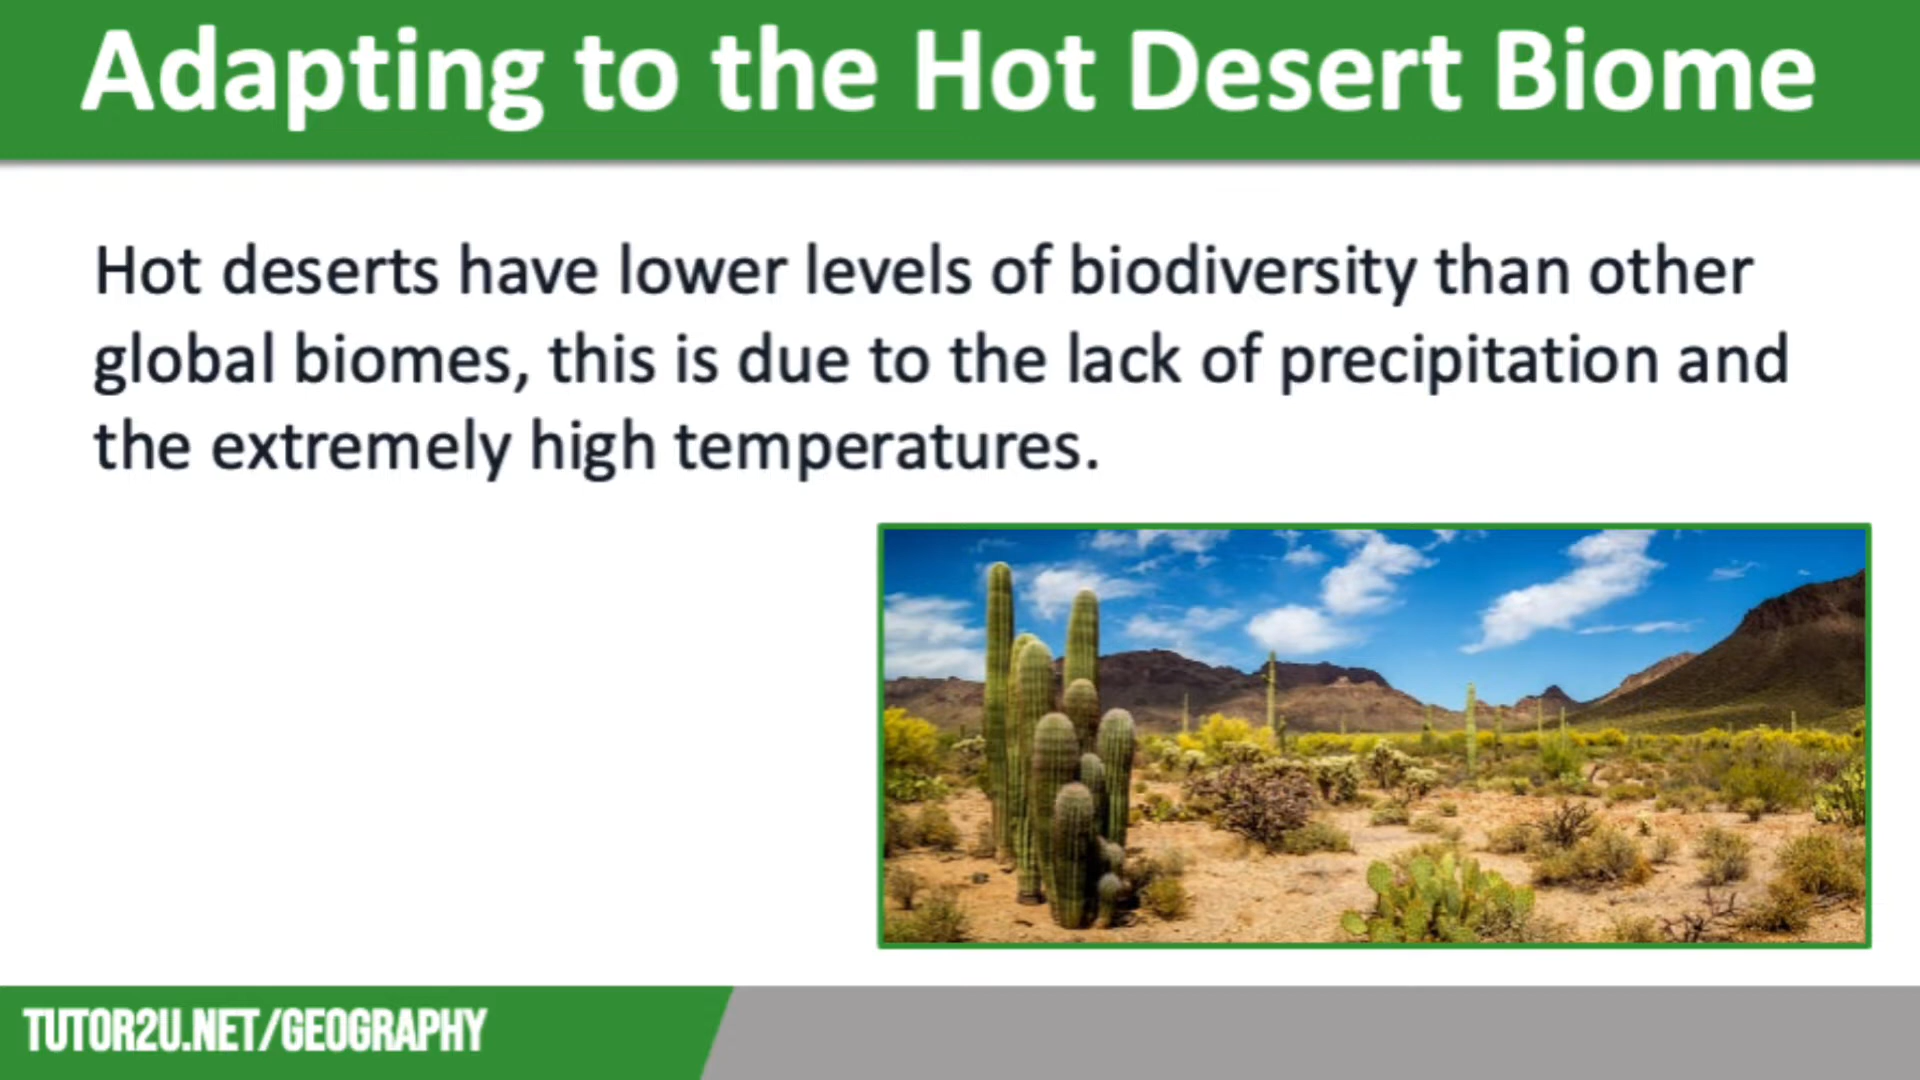 Adapting to the Hot Desert Biome
Hot deserts have lower levels of biodiversity than other
global biomes, this is due to the lack of precipitation and
the extremely high temperatures.
TUTOR2U.NET/GEOGRAPHY